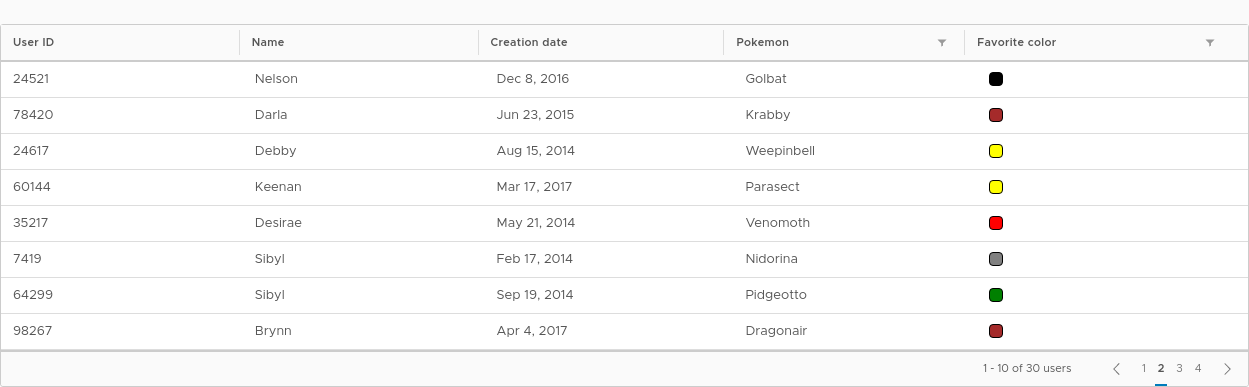 User ID Name Creation date Pokemon Favorite color
24521 Nelson Dec 8, 2016 Golbat
78420 Darla Jun 23, 2015 Krabby
24617 Debby Aug 15, 2014 Weepinbell
60144 Keenan Mar 17, 2017 Parasect
35217 Desirae May 21, 2014 Venomoth
7419 Sibyl Feb 17, 2014 Nidorina
64299 Sibyl Sep 19, 2014 Pidgeotto
98267 Brynn Apr 4, 2017 Dragonair
1 - 10 of 30 users 1 2 3 4